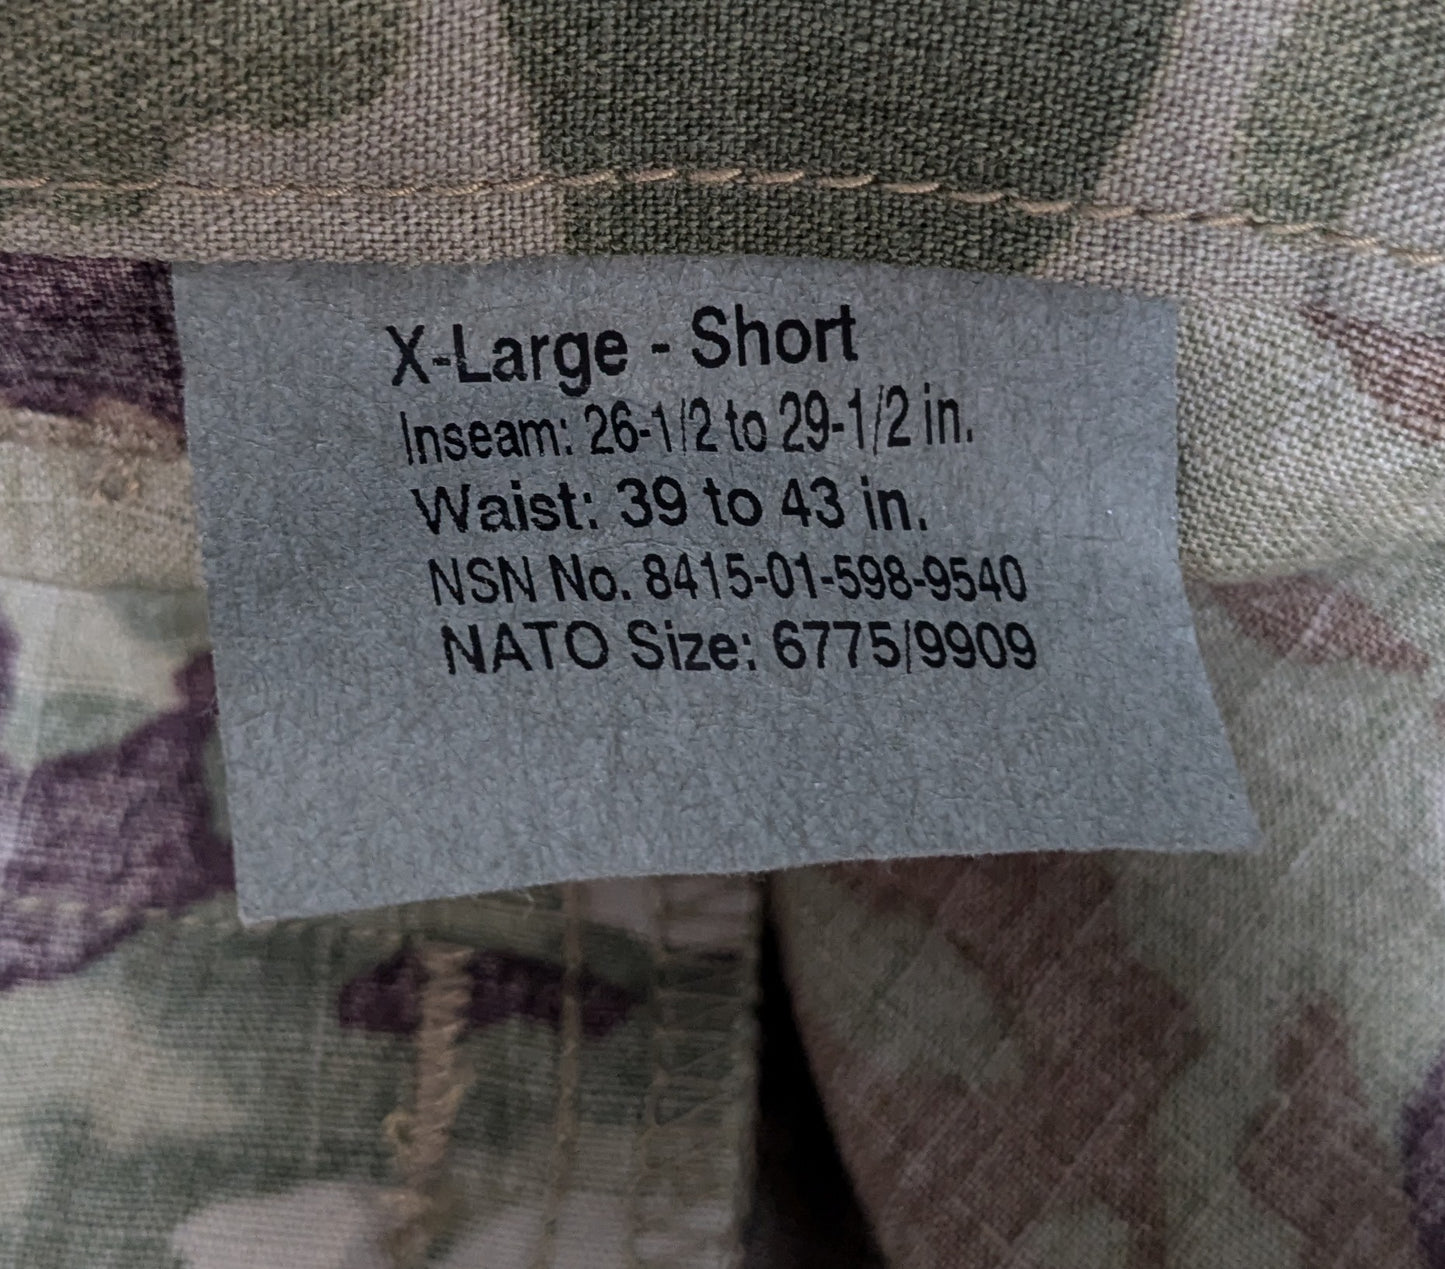 X-Large - Short
Inseam: 26-1/2 to 29-1/2 in.
Waist: 39 to 43 in.
NSN No. 8415-01-598-9540
NATO Size: 6775/9909